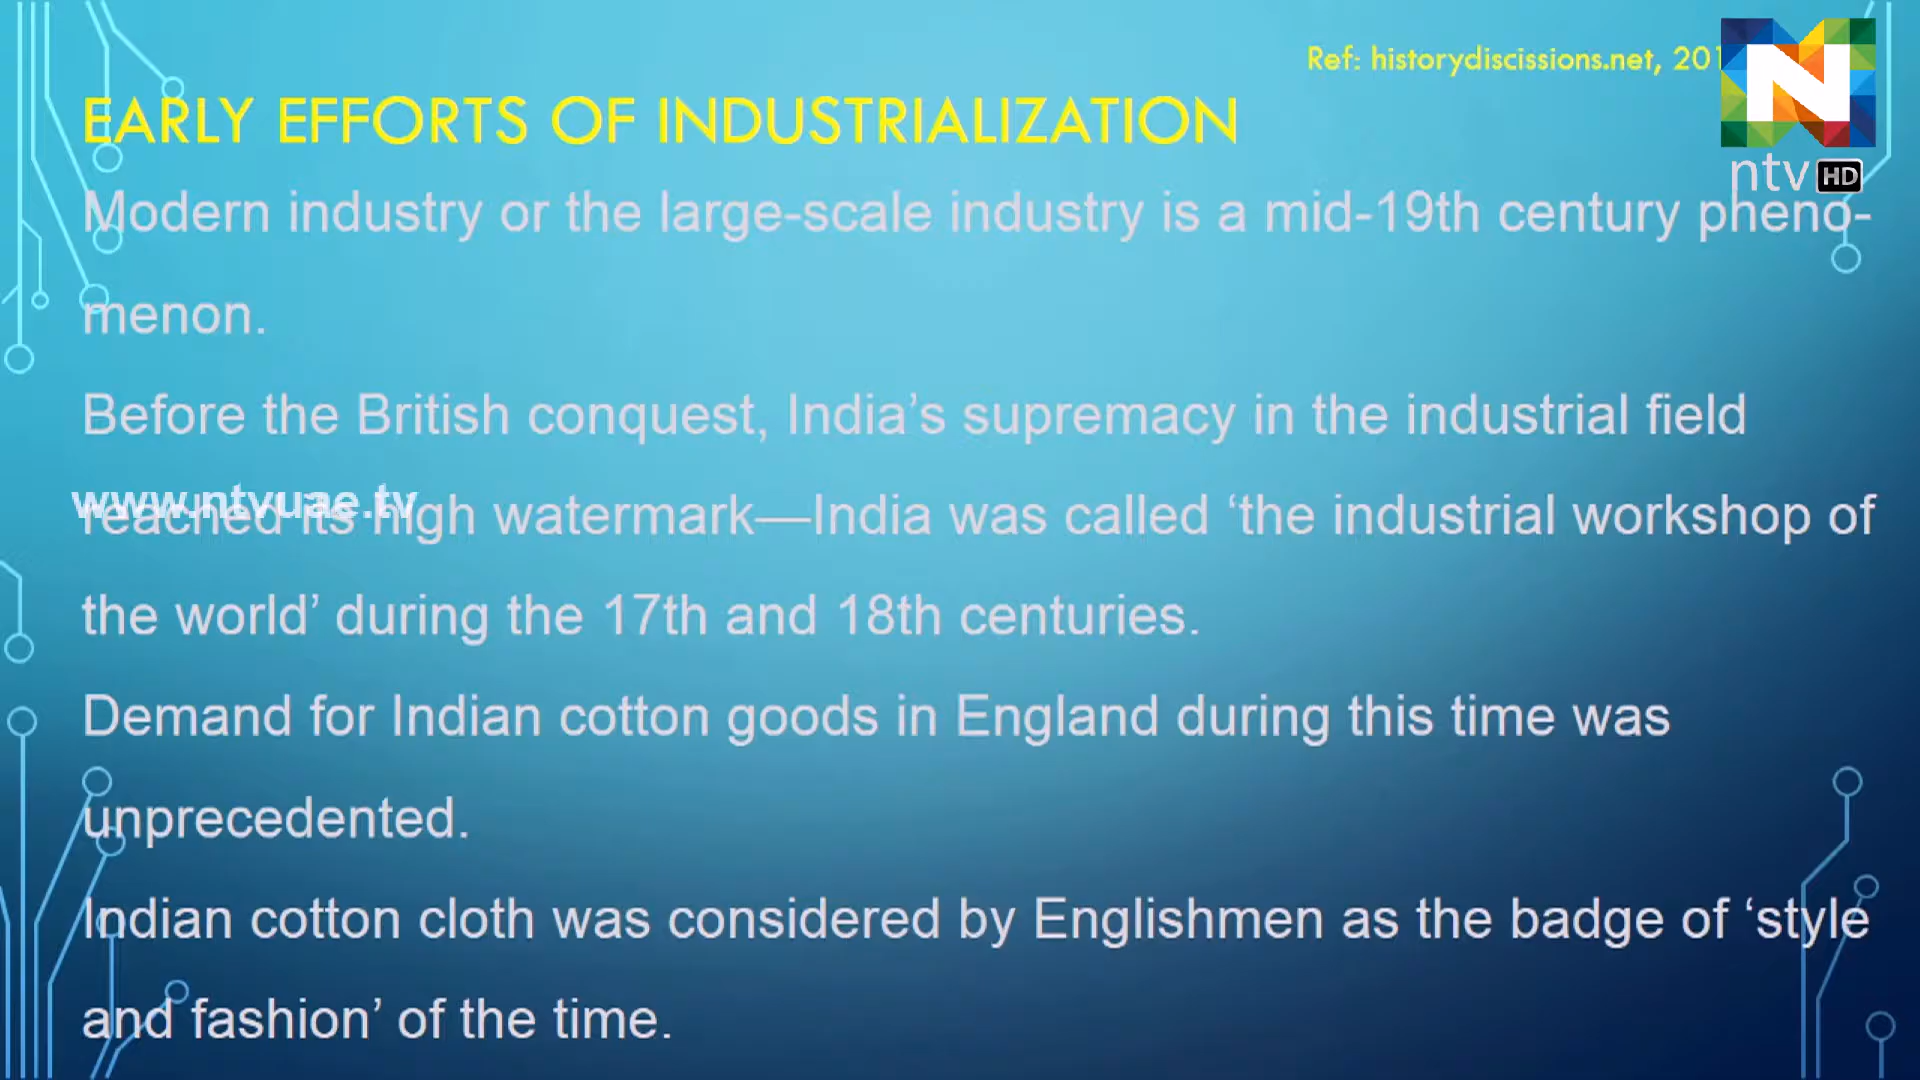 Ref: historydiscissions.net, 201
EARLY EFFORTS OF INDUSTRIALIZATION
ntv HD
Modern industry or the large-scale industry is a mid-19th century pheno-
menon.
Before the British conquest, India’s supremacy in the industrial field
www.ntvuae.tv
reached its high watermark—India was called ‘the industrial workshop of
the world’ during the 17th and 18th centuries.
Demand for Indian cotton goods in England during this time was
unprecedented.
Indian cotton cloth was considered by Englishmen as the badge of ‘style
and fashion’ of the time.